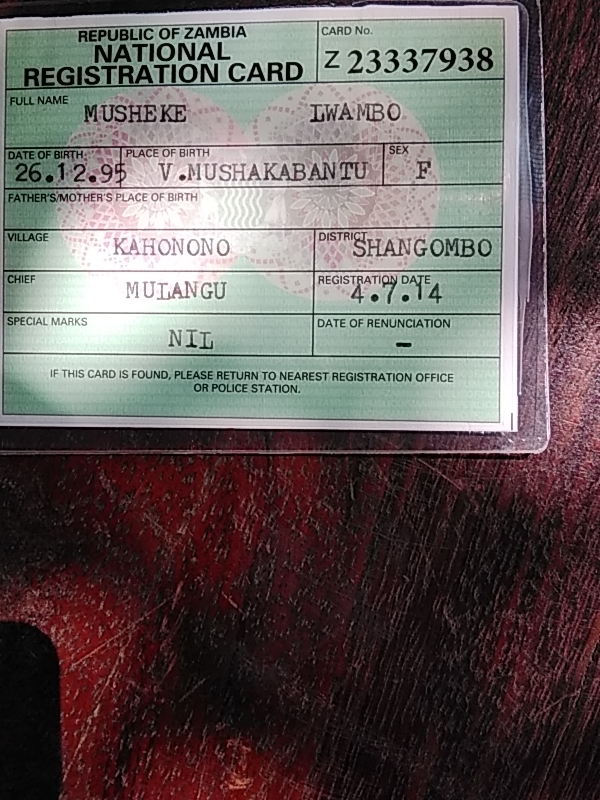 REPUBLIC OF ZAMBIA
NATIONAL
REGISTRATION CARD
CARD No.
Z 23337938
FULL NAME
MUSHEKE LWAMBO
DATE OF BIRTH: PLACE OF BIRTH SEX
26.12.95 V.MUSHAKABANTU F
FATHER'S/MOTHER'S PLACE OF BIRTH
VILLAGE KAHONONO DISTRICT SHANGOMBO
CHIEF MULANGU REGISTRATION DATE 4.7.14
SPECIAL MARKS NIL DATE OF RENUNCIATION –
IF THIS CARD IS FOUND, PLEASE RETURN TO NEAREST REGISTRATION OFFICE
OR POLICE STATION.